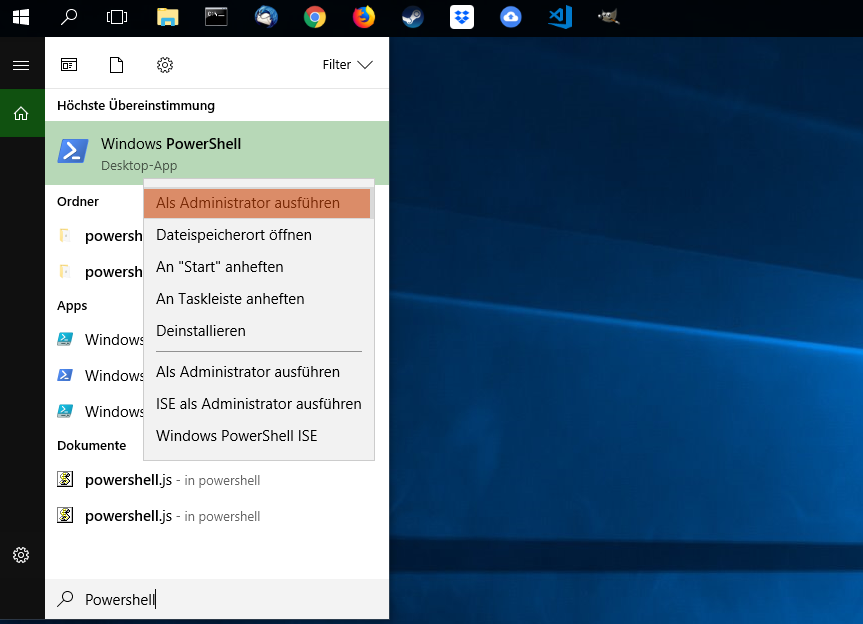 Filter
Höchste Übereinstimmung
Windows PowerShell
Desktop-App
Ordner
powersh
powersh
Apps
Windows
Windows
Windows
Dokumente
powershell.js - in powershell
powershell.js - in powershell
Powershell
Als Administrator ausführen
Dateispeicherort öffnen
An "Start" anheften
An Taskleiste anheften
Deinstallieren
Als Administrator ausführen
ISE als Administrator ausführen
Windows PowerShell ISE